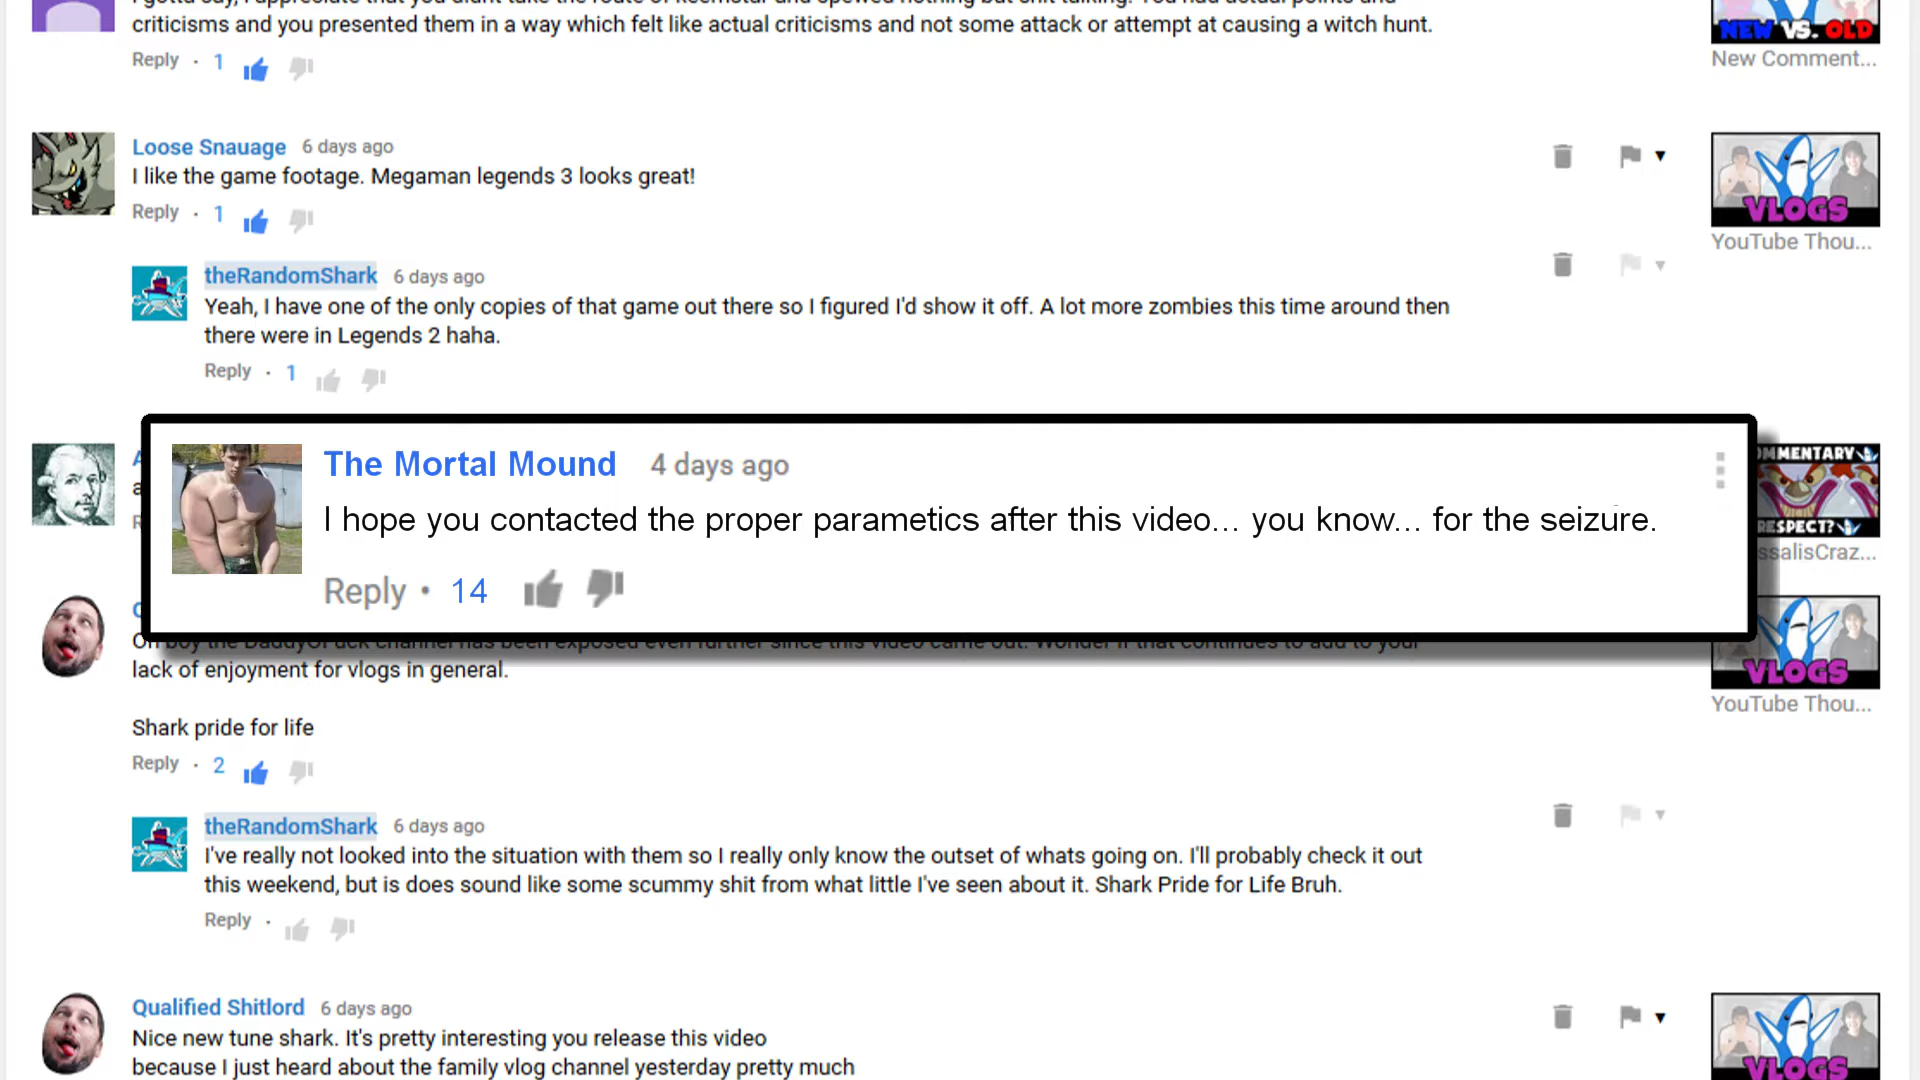 criticisms and you presented them in a way which felt like actual criticisms and not some attack or attempt at causing a witch hunt.
NEW VS. OLD
Reply · 1
New Comment...
Loose Snauage 6 days ago
I like the game footage. Megaman legends 3 looks great!
Reply · 1
VLOGS
YouTube Thou...
theRandomShark 6 days ago
Yeah, I have one of the only copies of that game out there so I figured I'd show it off. A lot more zombies this time around then
there were in Legends 2 haha.
Reply · 1
The Mortal Mound 4 days ago
I hope you contacted the proper parametics after this video... you know... for the seizure.
Reply • 14
MMENTARY
RESPECT?
ssalisCraz...
lack of enjoyment for vlogs in general.
VLOGS
YouTube Thou...
Shark pride for life
Reply · 2
theRandomShark 6 days ago
I've really not looked into the situation with them so I really only know the outset of whats going on. I'll probably check it out
this weekend, but is does sound like some scummy shit from what little I've seen about it. Shark Pride for Life Bruh.
Reply ·
Qualified Shitlord 6 days ago
Nice new tune shark. It's pretty interesting you release this video
because I just heard about the family vlog channel yesterday pretty much
VLOGS